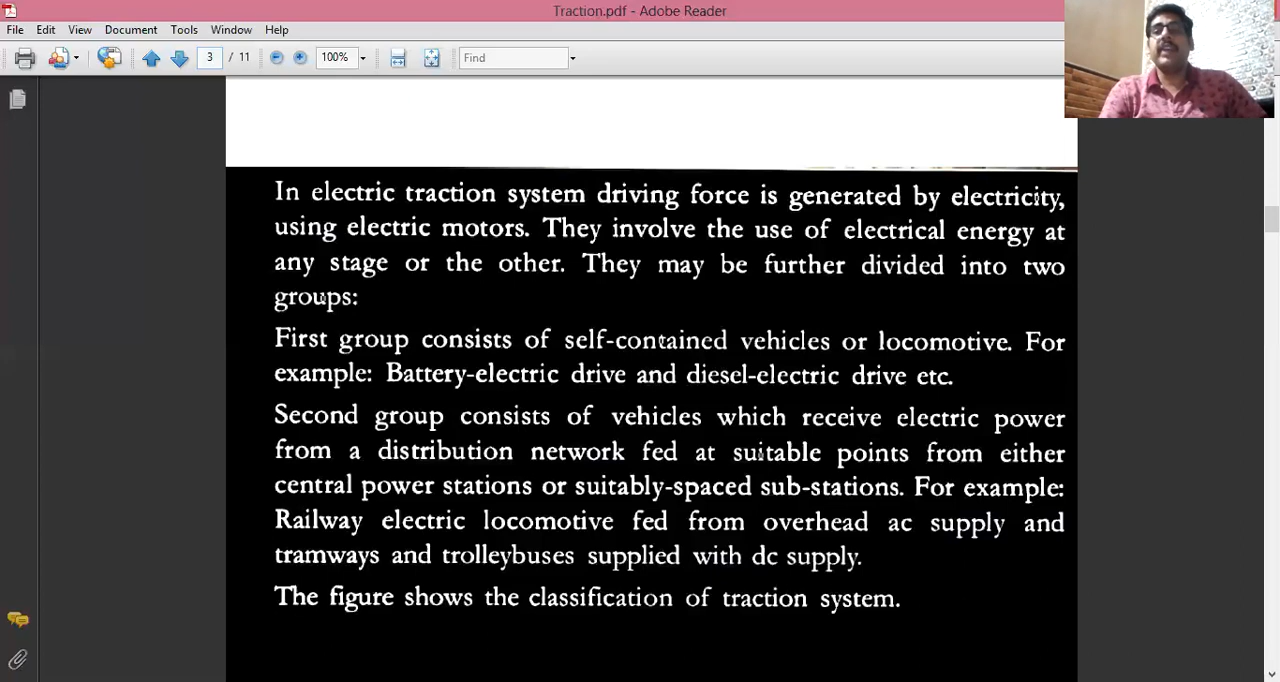 Traction.pdf - Adobe Reader
File Edit View Document Tools Window Help
3 / 11 100% Find
In electric traction system driving force is generated by electricity,
using electric motors. They involve the use of electrical energy at
any stage or the other. They may be further divided into two
groups:
First group consists of self-contained vehicles or locomotive. For
example: Battery-electric drive and diesel-electric drive etc.
Second group consists of vehicles which receive electric power
from a distribution network fed at suitable points from either
central power stations or suitably-spaced sub-stations. For example:
Railway electric locomotive fed from overhead ac supply and
tramways and trolleybuses supplied with dc supply.
The figure shows the classification of traction system.